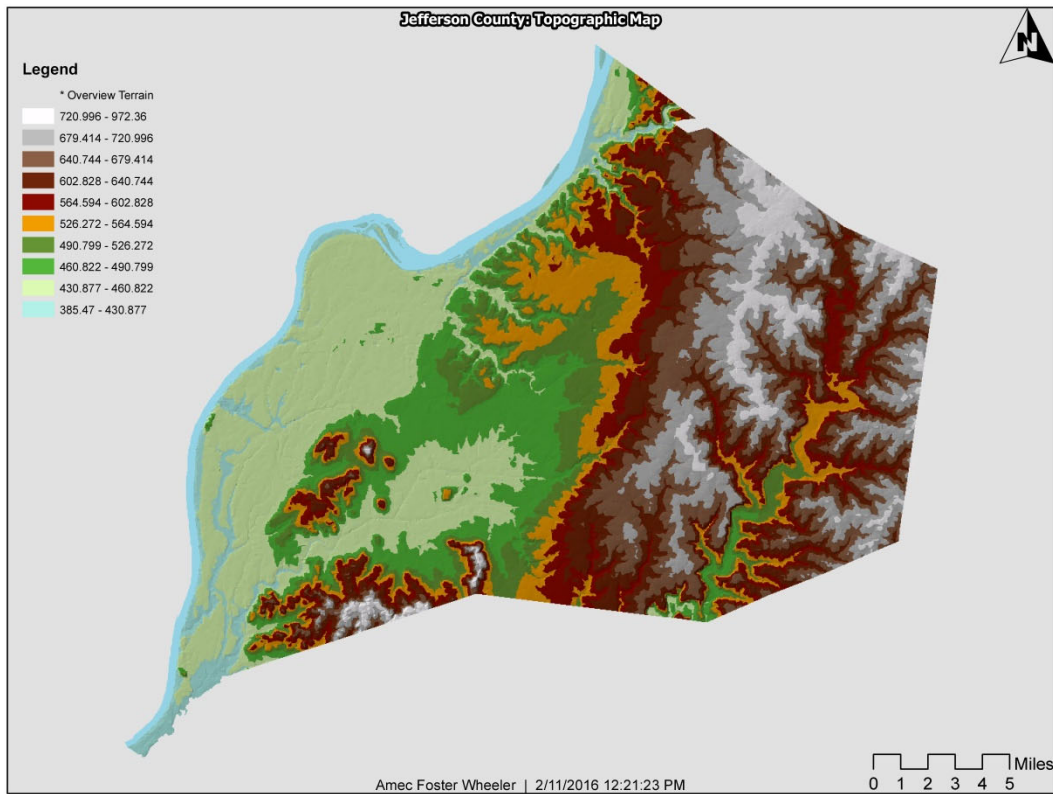 Jefferson County: Topographic Map
N
Legend
* Overview Terrain
720.996 - 972.36
679.414 - 720.996
640.744 - 679.414
602.828 - 640.744
564.594 - 602.828
526.272 - 564.594
490.799 - 526.272
460.822 - 490.799
430.877 - 460.822
385.47 - 430.877
Miles
0 1 2 3 4 5
Amec Foster Wheeler | 2/11/2016 12:21:23 PM